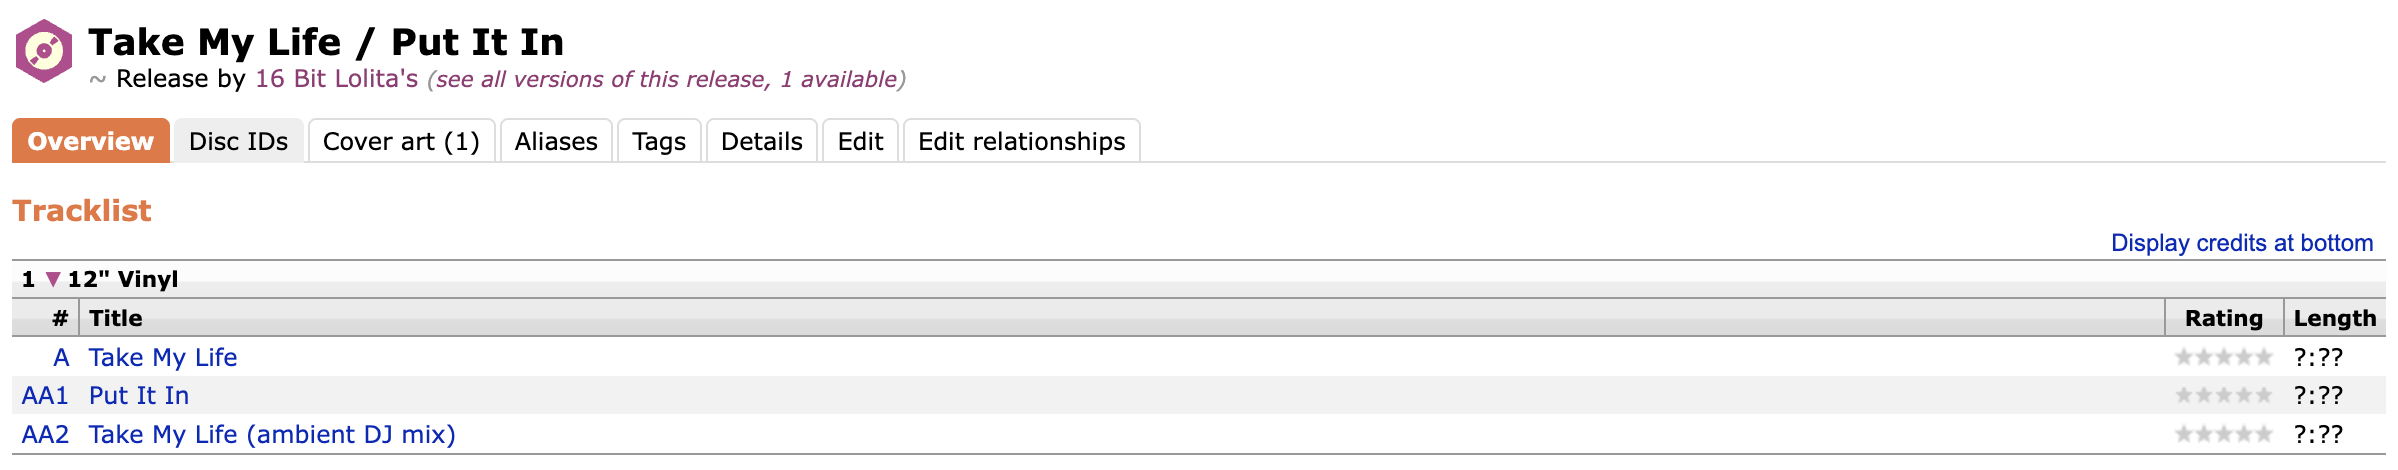 Take My Life / Put It In
~ Release by 16 Bit Lolita's (see all versions of this release, 1 available)
Overview Disc IDs Cover art (1) Aliases Tags Details Edit Edit relationships
Tracklist
Display credits at bottom
1 ▼ 12" Vinyl
# Title Rating Length
A Take My Life ?:??
AA1 Put It In ?:??
AA2 Take My Life (ambient DJ mix) ?:??